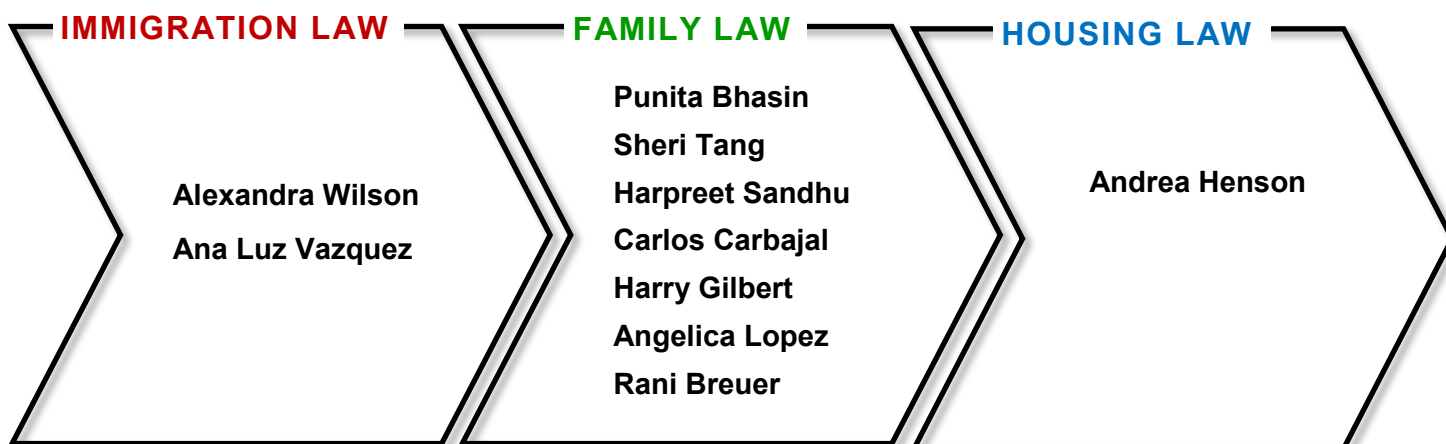 IMMIGRATION LAW
Alexandra Wilson
Ana Luz Vazquez
FAMILY LAW
Punita Bhasin
Sheri Tang
Harpreet Sandhu
Carlos Carbajal
Harry Gilbert
Angelica Lopez
Rani Breuer
HOUSING LAW
Andrea Henson